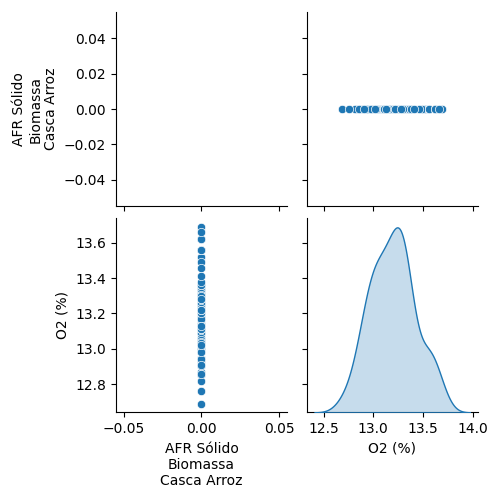 0.04
0.02
0.00
−0.02
−0.04
AFR Sólido
Biomassa
Casca Arroz
13.6
13.4
13.2
13.0
12.8
O2 (%)
−0.05 0.00 0.05
AFR Sólido
Biomassa
Casca Arroz
12.5 13.0 13.5 14.0
O2 (%)